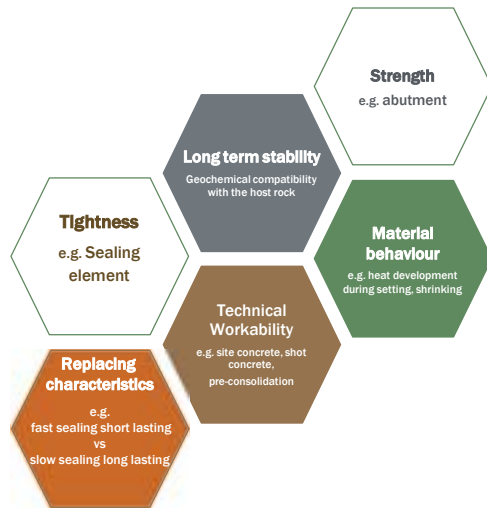 Strength
e.g. abutment
Long term stability
Geochemical compatibility
with the host rock
Tightness
e.g. Sealing
element
Material
behaviour
e.g. heat development
during setting, shrinking
Technical
Workability
e.g. site concrete, shot
concrete,
pre-consolidation
Replacing
characteristics
e.g.
fast sealing short lasting
vs
slow sealing long lasting